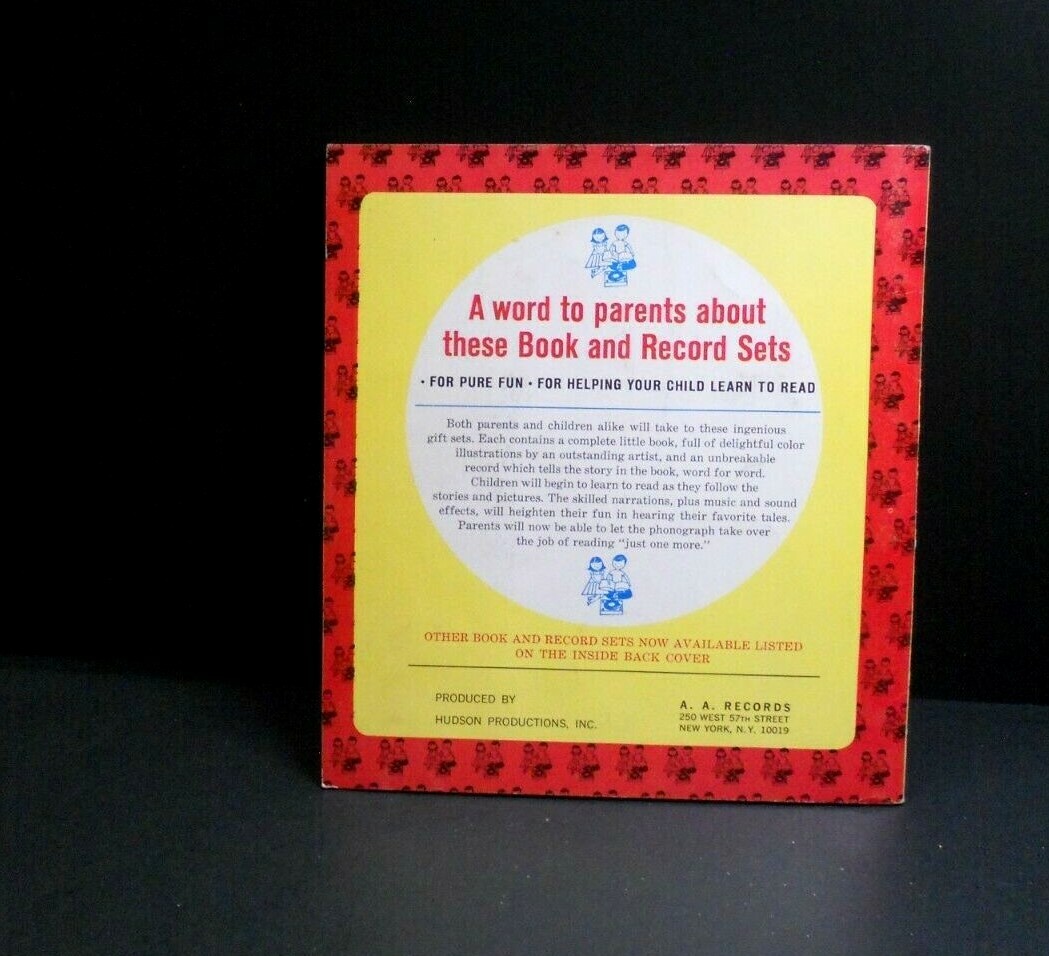 A word to parents about
these Book and Record Sets
• FOR PURE FUN • FOR HELPING YOUR CHILD LEARN TO READ
Both parents and children alike will take to these ingenious
gift sets. Each contains a complete little book, full of delightful color
illustrations by an outstanding artist, and an unbreakable
record which tells the story in the book, word for word.
Children will begin to learn to read as they follow the
stories and pictures. The skilled narrations, plus music and sound
effects, will heighten their fun in hearing their favorite tales.
Parents will now be able to let the phonograph take over
the job of reading "just one more."
OTHER BOOK AND RECORD SETS NOW AVAILABLE LISTED
ON THE INSIDE BACK COVER
PRODUCED BY
HUDSON PRODUCTIONS, INC.
A. A. RECORDS
250 WEST 57TH STREET
NEW YORK, N.Y. 10019